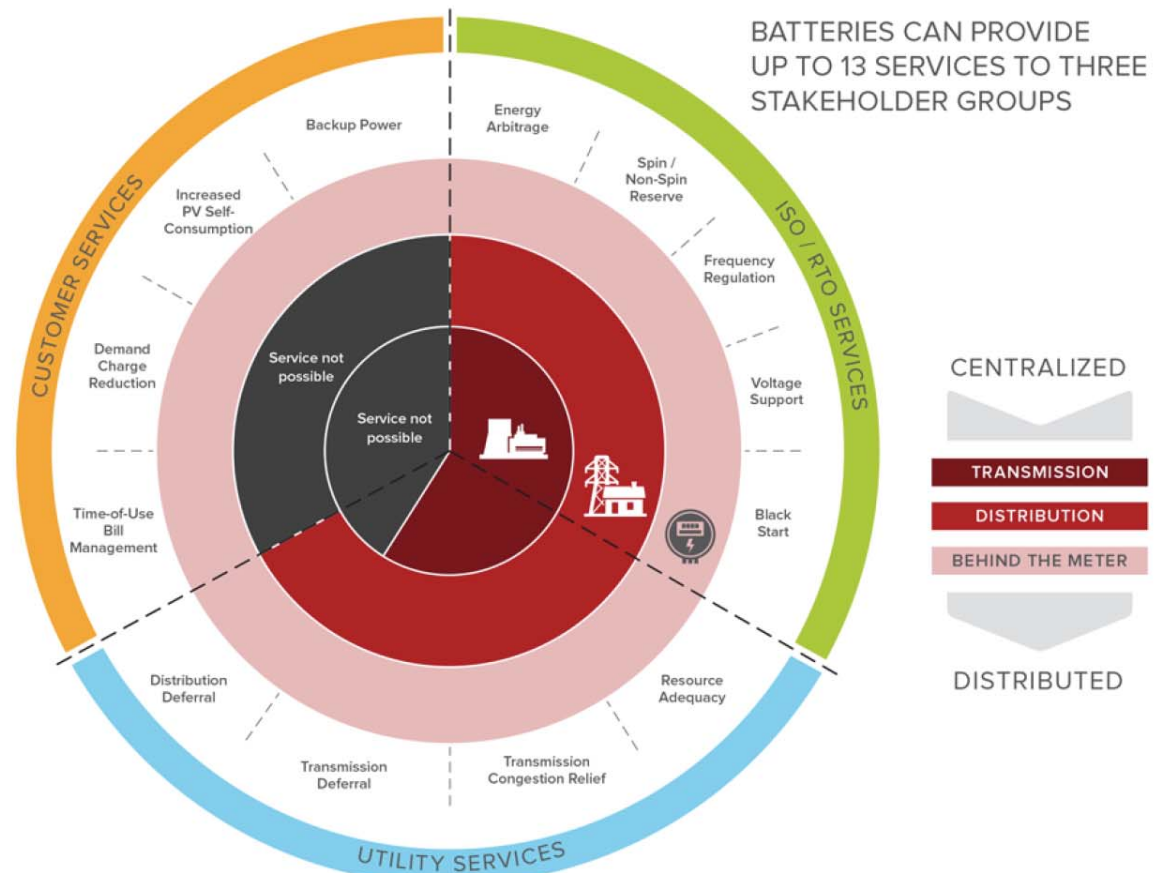 BATTERIES CAN PROVIDE
UP TO 13 SERVICES TO THREE
STAKEHOLDER GROUPS
CUSTOMER SERVICES
ISO / RTO SERVICES
UTILITY SERVICES
Backup Power
Increased
PV Self-
Consumption
Demand
Charge
Reduction
Time-of-Use
Bill
Management
Energy
Arbitrage
Spin /
Non-Spin
Reserve
Frequency
Regulation
Voltage
Support
Black
Start
Resource
Adequacy
Transmission
Congestion Relief
Transmission
Deferral
Distribution
Deferral
Service not
possible
Service not
possible
CENTRALIZED
TRANSMISSION
DISTRIBUTION
BEHIND THE METER
DISTRIBUTED